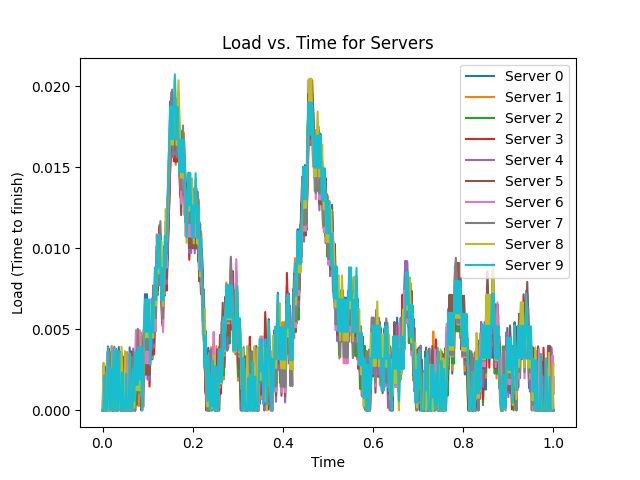 Load vs. Time for Servers
Load (Time to finish)
0.020
0.015
0.010
0.005
0.000
0.0 0.2 0.4 0.6 0.8 1.0
Time
Server 0
Server 1
Server 2
Server 3
Server 4
Server 5
Server 6
Server 7
Server 8
Server 9